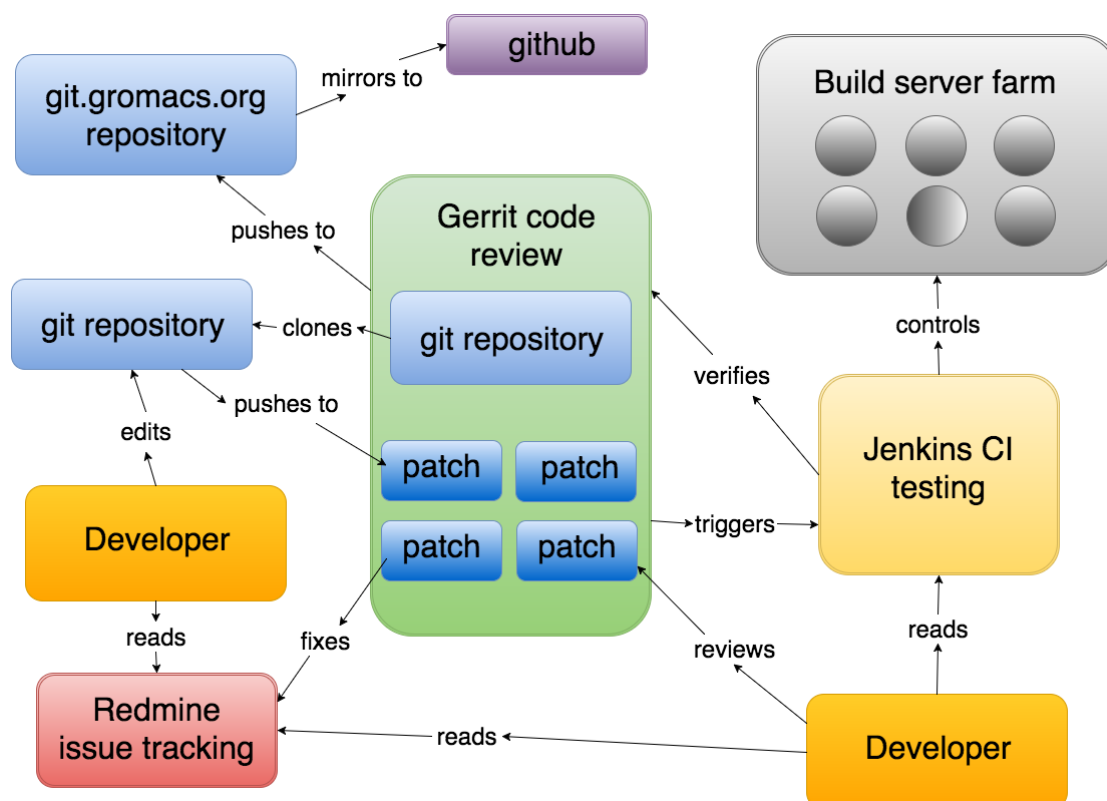 github
mirrors to
git.gromacs.org
repository
Build server farm
pushes to
Gerrit code
review
git repository
clones
git repository
controls
verifies
pushes to
edits
patch
patch
Jenkins CI
testing
Developer
triggers
patch
patch
reads
fixes
reviews
reads
Redmine
issue tracking
reads
Developer